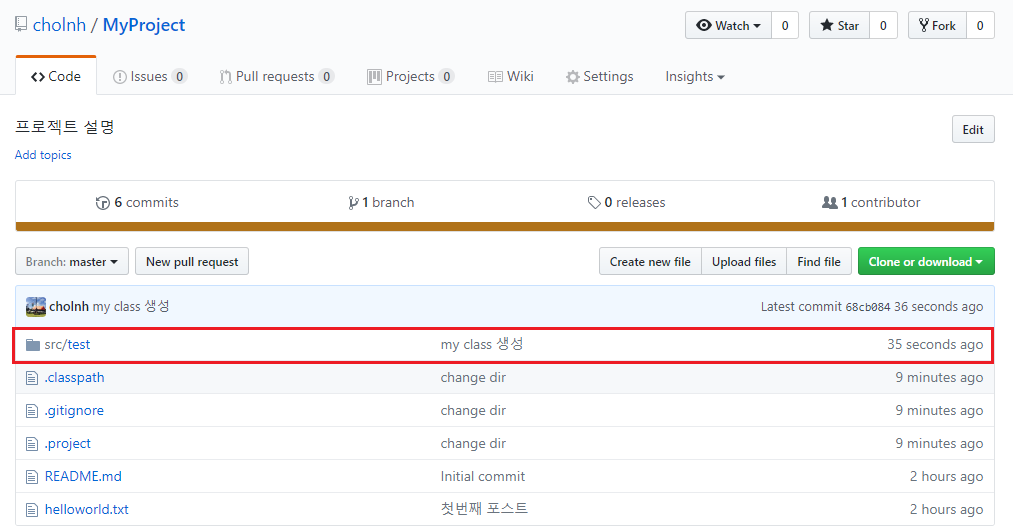 cholnh / MyProject
Watch 0 Star 0 Fork 0
Code Issues 0 Pull requests 0 Projects 0 Wiki Settings Insights
프로젝트 설명
Edit
Add topics
6 commits 1 branch 0 releases 1 contributor
Branch: master New pull request Create new file Upload files Find file Clone or download
cholnh my class 생성 Latest commit 68cb084 36 seconds ago
src/test my class 생성 35 seconds ago
.classpath change dir 9 minutes ago
.gitignore change dir 9 minutes ago
.project change dir 9 minutes ago
README.md Initial commit 2 hours ago
helloworld.txt 첫번째 포스트 2 hours ago